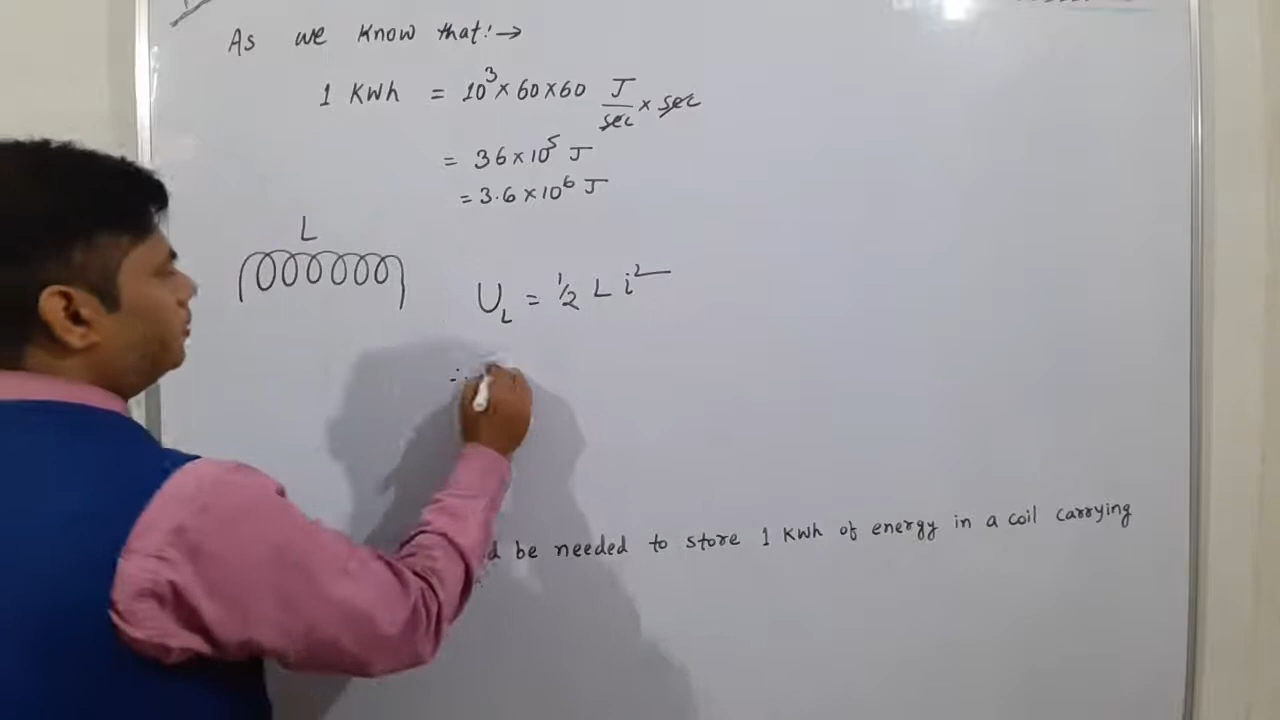 As we know that:→
1 KWh = 10³ × 60 × 60 J/sec × sec
= 36 × 10⁵ J
= 3.6 × 10⁶ J
L
U_L = ½ L i²
∴
be needed to store 1 KWh of energy in a coil carrying